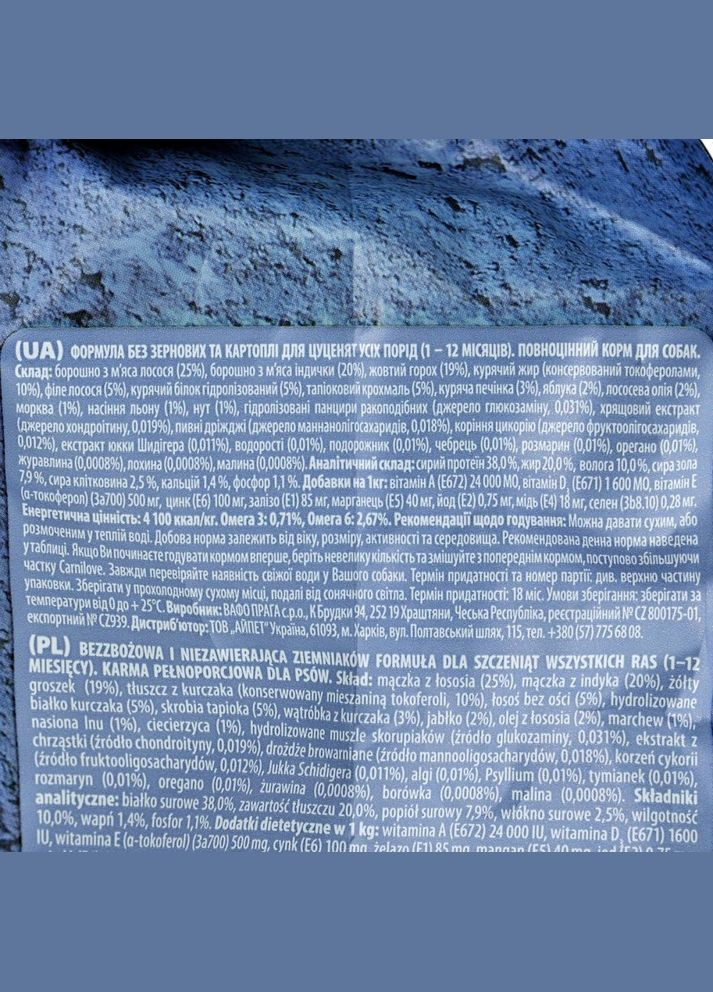 (UA) ФОРМУЛА БЕЗ ЗЕРНОВИХ ТА КАРТОПЛІ ДЛЯ ЦУЦЕНЯТ УСІХ ПОРІД (1 – 12 МІСЯЦІВ). ПОВНОЦІННИЙ КОРМ ДЛЯ СОБАК.
Склад: борошно з м'яса лосося (25%), борошно з м'яса індички (20%), жовтий горох (19%), курячий жир (консервований токоферолами,
10%), філе лосося (5%), курячий білок гідролізований (5%), тапіоковий крохмаль (5%), куряча печінка (3%), яблука (2%), лососева олія (2%),
морква (1%), насіння льону (1%), нут (1%), гідролізовані панцири ракоподібних (джерело глюкозаміну, 0,031%), хрящовий екстракт
(джерело хондроїтину, 0,019%), пивні дріжджі (джерело маннанолігосахаридів, 0,018%), коріння цикорію (джерело фруктоолігосахаридів,
0,012%), екстракт юкки Шидігера (0,011%), водорості (0,01%), подорожник (0,01%), чебрець (0,01%), розмарин (0,01%), орегано (0,01%),
журавлина (0,0008%), лохина (0,0008%), малина (0,0008%). Аналітичний склад: сирий протеїн 38,0%, жир 20,0%, волога 10,0 %, сира зола
7,9 %, сира клітковина 2,5 %, кальцій 1,4 %, фосфор 1,1 %. Добавки на 1кг: вітамін А (Е672) 24 000 МО, вітамін D₃ (Е671) 1 600 МО, вітамін Е
(α-токоферол) (3а700) 500 мг, цинк (Е6) 100 мг, залізо (Е1) 85 мг, марганець (Е5) 40 мг, йод (Е2) 0,75 мг, мідь (Е4) 18 мг, селен (3b8.10) 0,28 мг.
Енергетична цінність: 4 100 ккал/кг. Омега 3: 0,71%, Омега 6: 2,67%. Рекомендації щодо годування: Можна давати сухим, або
розмоченим у теплій воді. Добова норма залежить від віку, розміру, активності та середовища. Рекомендована денна норма наведена
у таблиці. Якщо Ви починаєте годувати кормом вперше, беріть невелику кількість та змішуйте з попереднім кормом, поступово збільшуючи
частку Carnilove. Завжди перевіряйте наявність свіжої води у Вашого собаки. Термін придатності та номер партії: див. верхню частину
упаковки. Зберігати у прохолодному сухому місці, подалі від сонячного світла. Термін придатності: 18 міс. Умови зберігання: зберігати за
температури від 0 до + 25°С. Виробник: ВАФО ПРАГА с.р.о., К Брудки 94, 252 19 Храштяни, Чеська Республіка, реєстраційний № CZ 800175-01,
експортний № CZ939. Дистриб'ютор: ТОВ „АЙПЕТ" Україна, 61093, м. Харків, вул. Полтавський шлях, 115, тел. +380 (57) 775 68 08.
(PL) BEZZBOŻOWA I NIEZAWIERAJĄCA ZIEMNIAKÓW FORMUŁA DLA SZCZENIĄT WSZYSTKICH RAS (1–12
MIESIĘCY). KARMA PEŁNOPORCJOWA DLA PSÓW. Skład: mączka z łososia (25%), mączka z indyka (20%), żółty
groszek (19%), tłuszcz z kurczaka (konserwowany mieszaniną tokoferoli, 10%), łosoś bez ości (5%), hydrolizowane
białko kurczaka (5%), skrobia tapioka (5%), wątróbka z kurczaka (3%), jabłko (2%), olej z łososia (2%), marchew (1%),
nasiona lnu (1%), ciecierzyca (1%), hydrolizowane muszle skorupiaków (źródło glukozaminy, 0,031%), ekstrakt z
chrząstki (źródło chondroityny, 0,019%), drożdże browarniane (źródło mannooligosacharydów, 0,018%), korzeń cykorii
(źródło fruktooligosacharydów, 0,012%), Jukka Schidigera (0,011%), algi (0,01%), Psyllium (0,01%), tymianek (0,01%),
rozmaryn (0,01%), oregano (0,01%), żurawina (0,0008%), borówka (0,0008%), malina (0,0008%). Składniki
analityczne: białko surowe 38,0%, zawartość tłuszczu 20,0%, popiół surowy 7,9%, włókno surowe 2,5%, wilgotność
10,0%, wapń 1,4%, fosfor 1,1%. Dodatki dietetyczne w 1 kg: witamina A (E672) 24 000 IU, witamina D₃ (E671) 1600
IU, witamina E (α-tokoferol) (3a700) 500 mg, cynk (E6) 100 mg, żelazo (E1) 85 mg, mangan (E5) 40 mg, jod (E2) 0,75 mg